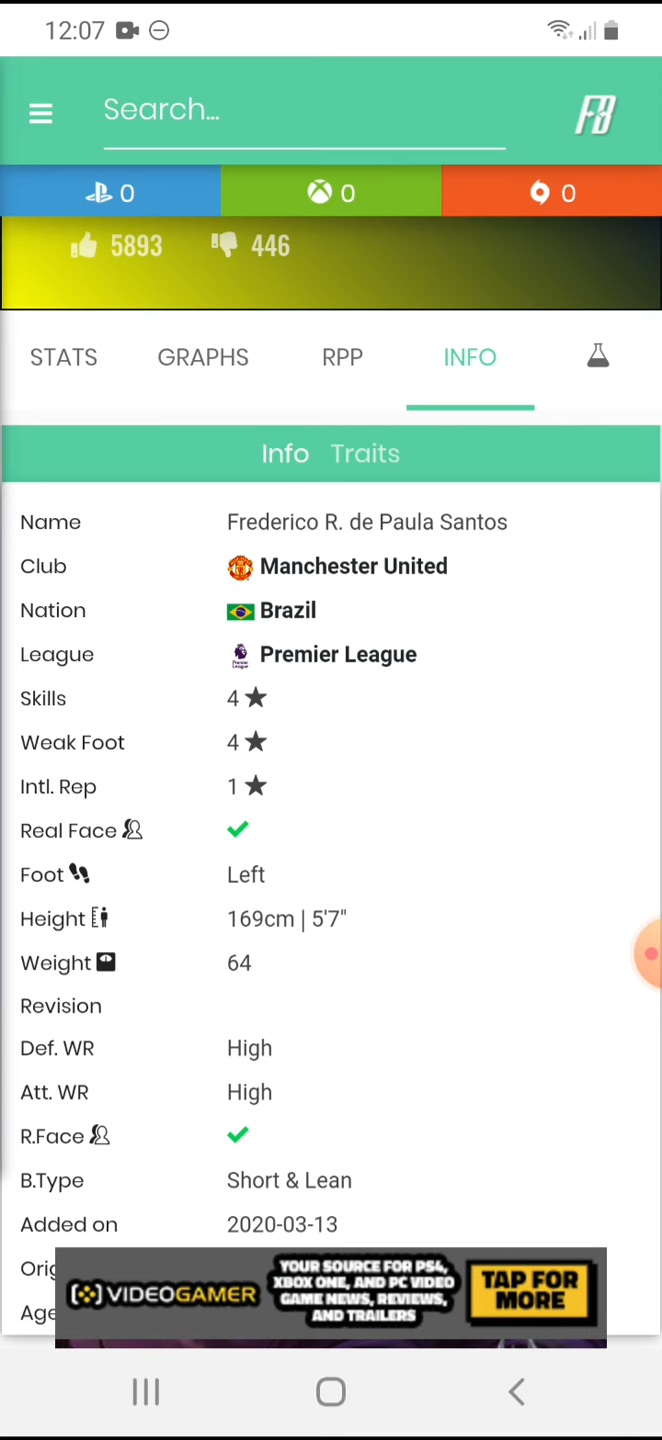 12:07
Search...
0 0 0
5893 446
STATS GRAPHS RPP INFO
Info Traits
Name Frederico R. de Paula Santos
Club Manchester United
Nation Brazil
League Premier League
Skills 4 ★
Weak Foot 4 ★
Intl. Rep 1 ★
Real Face ✔
Foot Left
Height 169cm | 5'7"
Weight 64
Revision
Def. WR High
Att. WR High
R.Face ✔
B.Type Short & Lean
Added on 2020-03-13
Orig
Age
VIDEOGAMER
YOUR SOURCE FOR PS4,
XBOX ONE, AND PC VIDEO
GAME NEWS, REVIEWS,
AND TRAILERS
TAP FOR
MORE